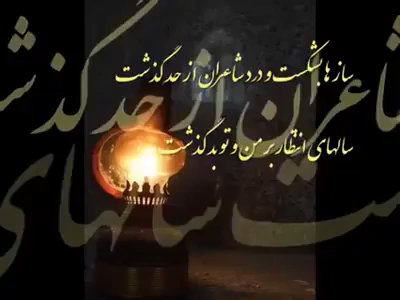 سازها بشکست و درد شاعران از حد گذشت
سالهای انتظار بر من و تو بد گذشت